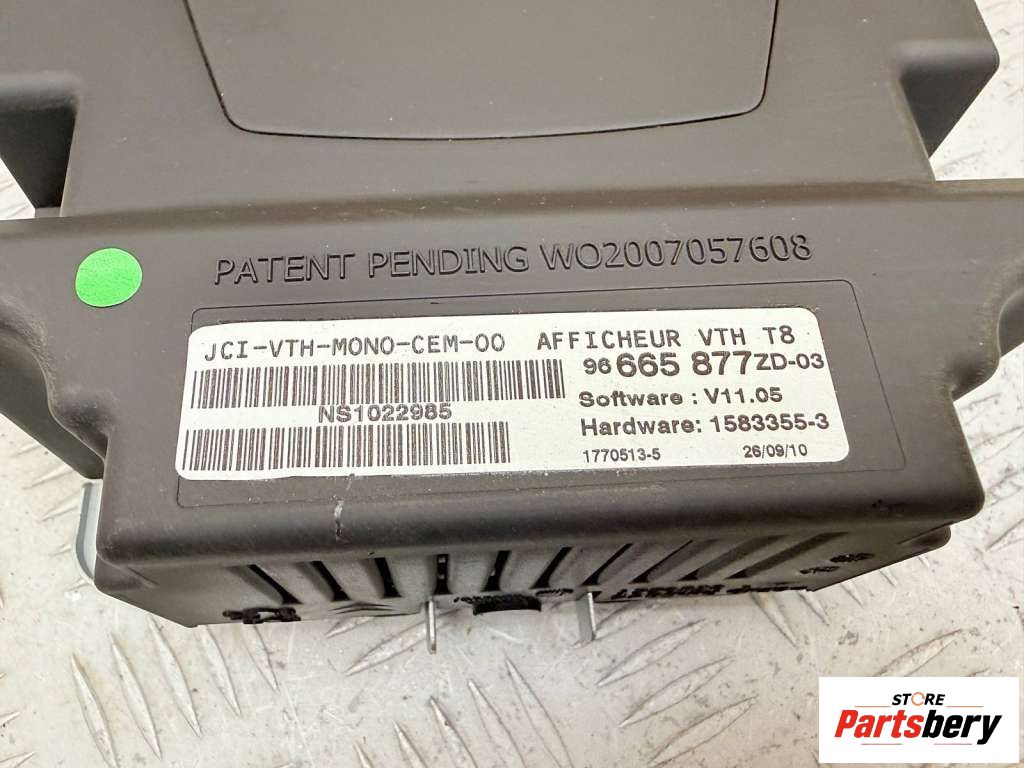 PATENT PENDING WO2007057608
JCI-VTH-MONO-CEM-00 AFFICHEUR VTH T8
96 665 877ZD-03
NS1022985
Software : V11.05
Hardware: 1583355-3
1770513-5 26/09/10
STORE
Partsbery